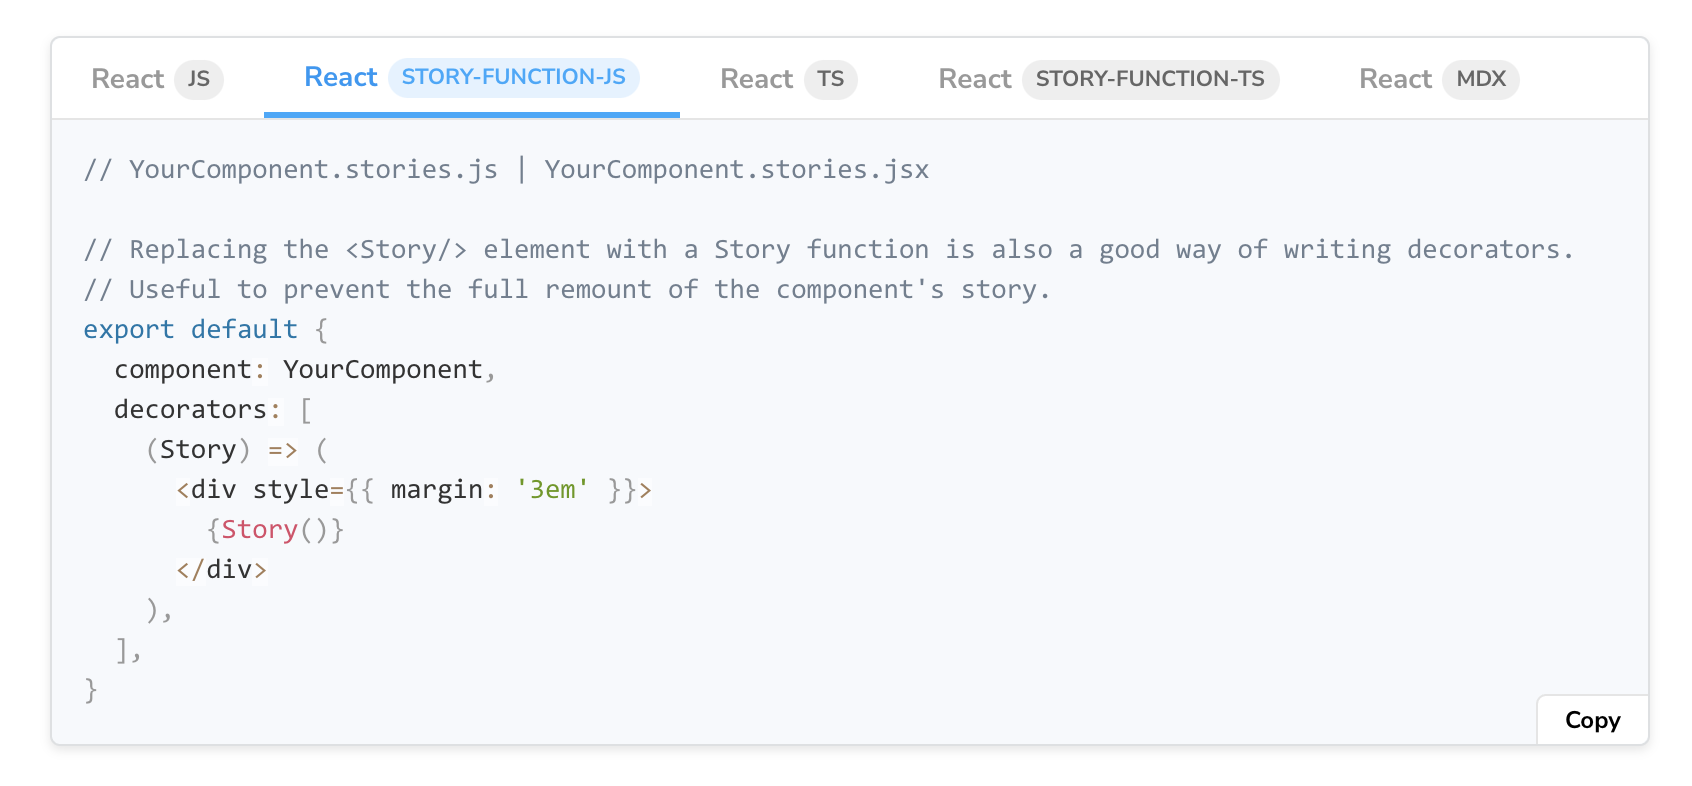 React JS React STORY-FUNCTION-JS React TS React STORY-FUNCTION-TS React MDX
// YourComponent.stories.js | YourComponent.stories.jsx
// Replacing the <Story/> element with a Story function is also a good way of writing decorators.
// Useful to prevent the full remount of the component's story.
export default {
  component: YourComponent,
  decorators: [
    (Story) => (
      <div style={{ margin: '3em' }}>
        {Story()}
      </div>
    ),
  ],
}
Copy